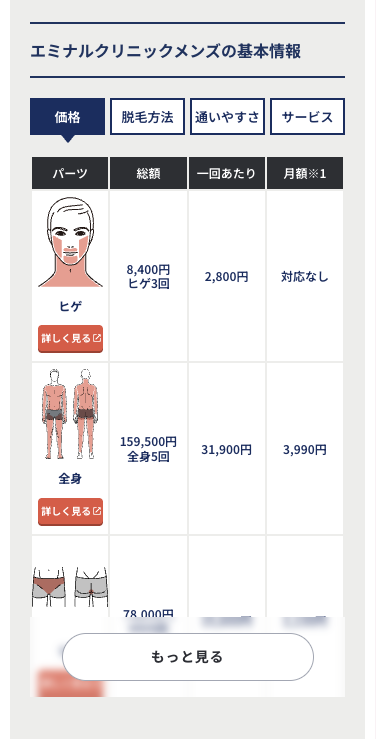 エミナルクリニックメンズの基本情報
価格 脱毛方法 通いやすさ サービス
パーツ 総額 一回あたり 月額※1
8,400円
ヒゲ3回
2,800円 対応なし
ヒゲ
詳しく見る
159,500円
全身5回
31,900円 3,990円
全身
詳しく見る
78,000円
もっと見る